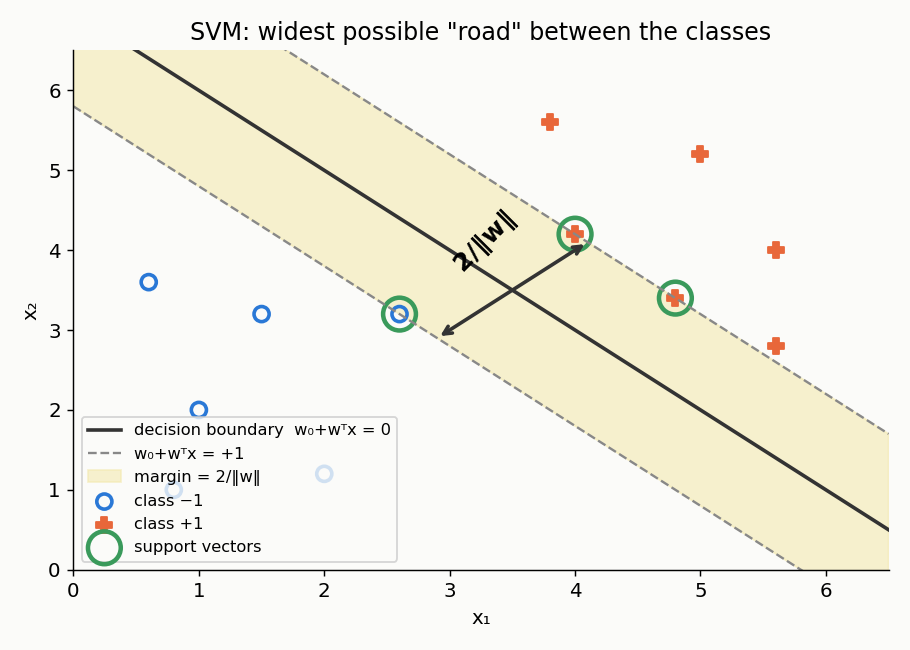 SVM: widest possible "road" between the classes
6
5
4
3
2
1
0
x₂
2/‖w‖
decision boundary  w₀+wᵀx = 0
w₀+wᵀx = +1
margin = 2/‖w‖
class −1
class +1
support vectors
0 1 2 3 4 5 6
x₁